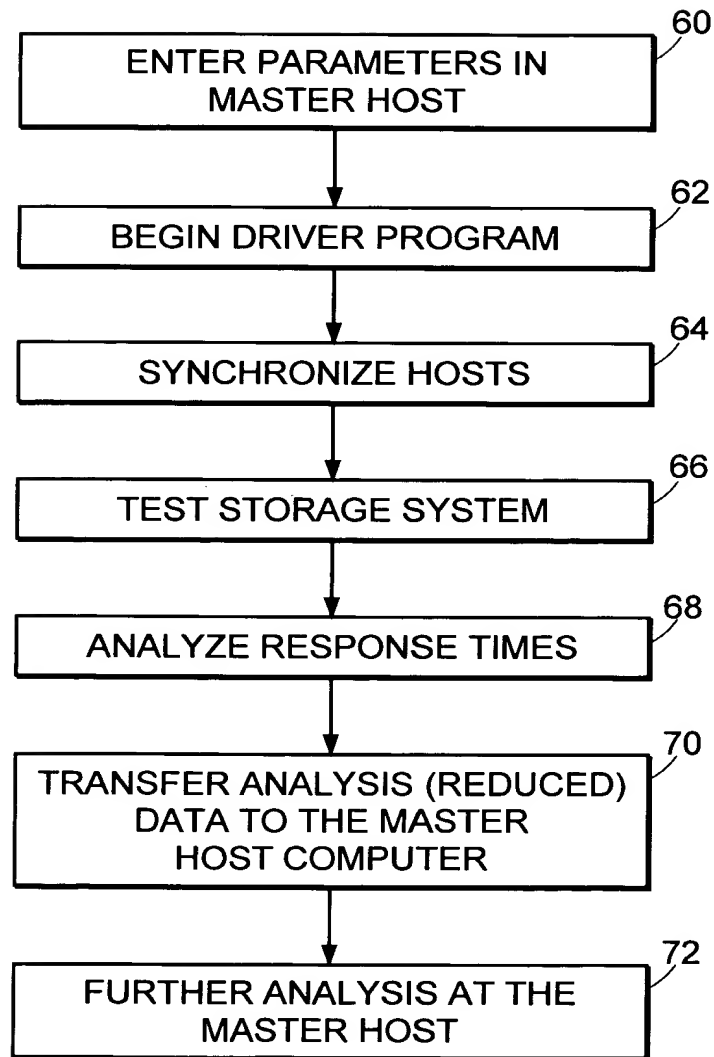 60
ENTER PARAMETERS IN
MASTER HOST
62
BEGIN DRIVER PROGRAM
64
SYNCHRONIZE HOSTS
66
TEST STORAGE SYSTEM
68
ANALYZE RESPONSE TIMES
70
TRANSFER ANALYSIS (REDUCED)
DATA TO THE MASTER
HOST COMPUTER
72
FURTHER ANALYSIS AT THE
MASTER HOST